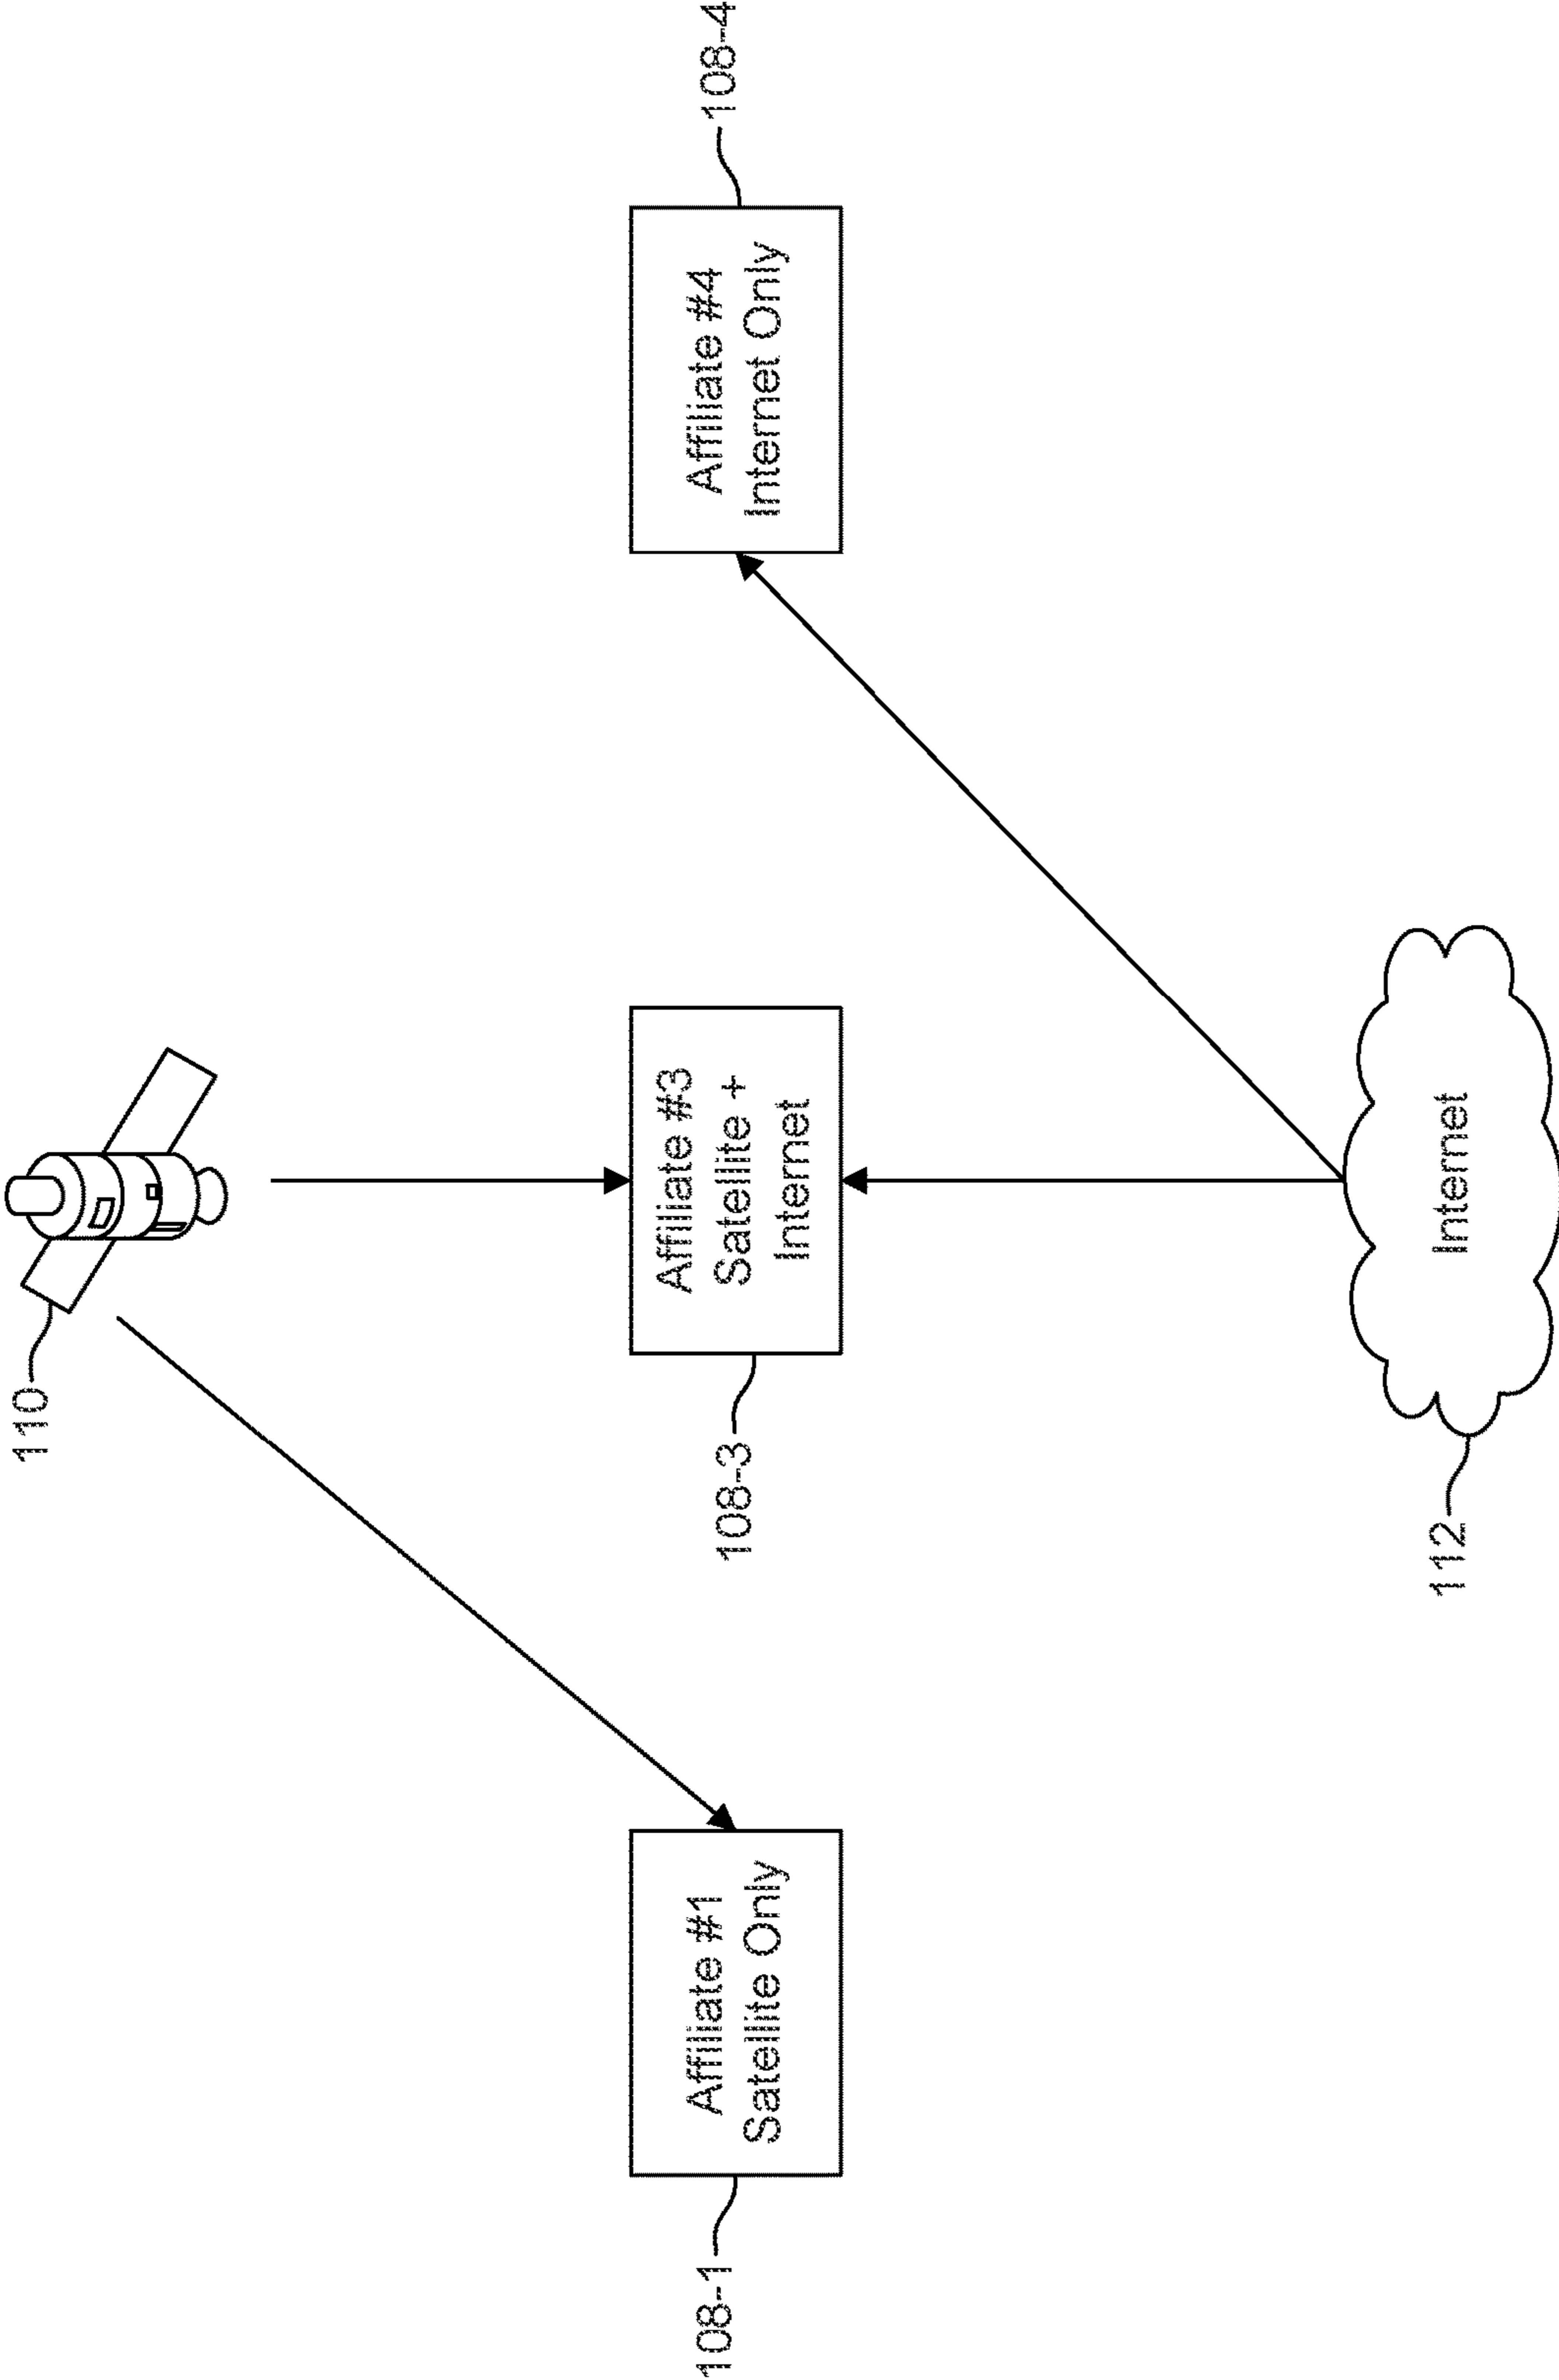 110
Affiliate #1
Satellite Only
108-1
Affiliate #3
Satellite +
Internet
108-3
Affiliate #4
Internet Only
108-4
Internet
112